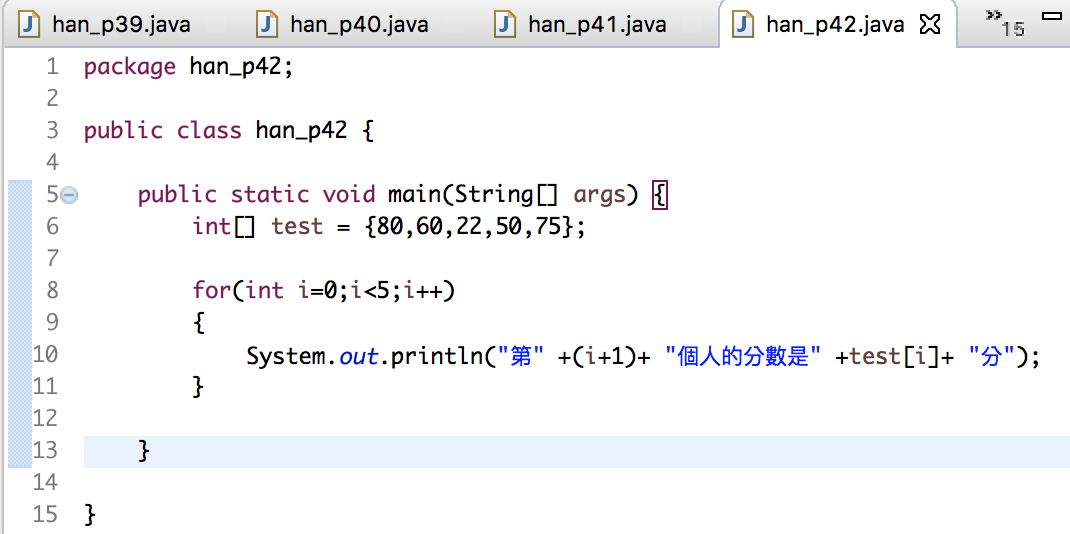 han_p39.java han_p40.java han_p41.java han_p42.java »15
1 package han_p42;
2
3 public class han_p42 {
4
5 public static void main(String[] args) {
6 int[] test = {80,60,22,50,75};
7
8 for(int i=0;i<5;i++)
9 {
10 System.out.println("第" +(i+1)+ "個人的分數是" +test[i]+ "分");
11 }
12
13 }
14
15 }